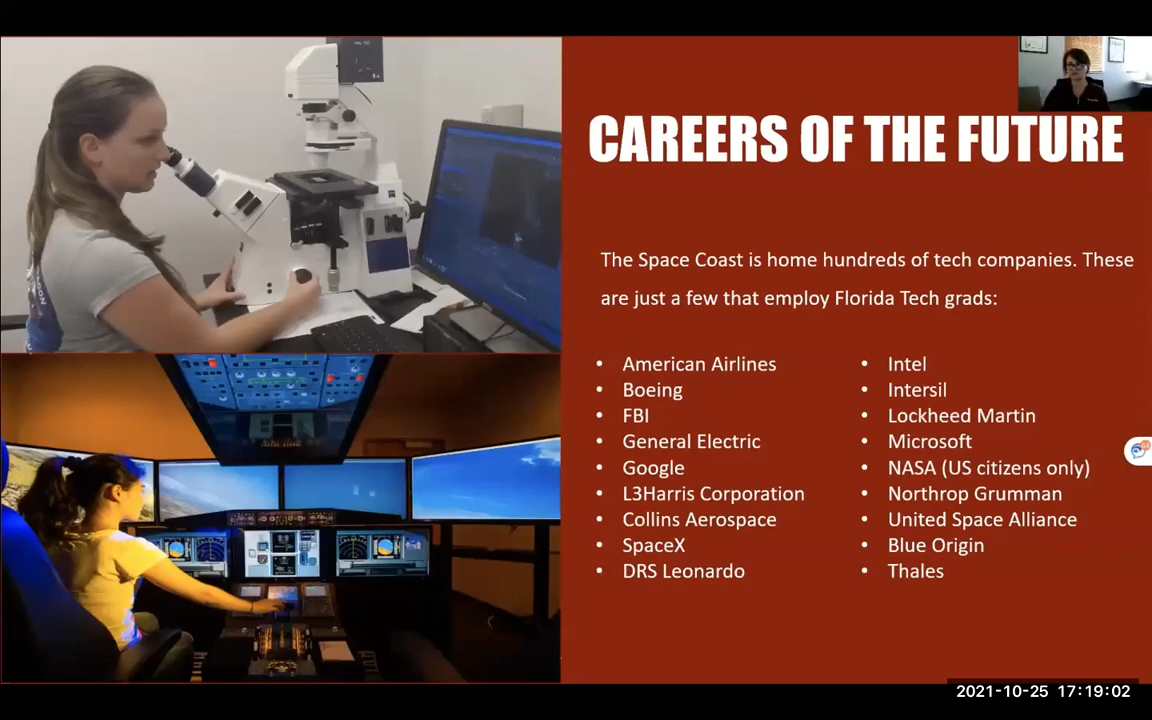 CAREERS OF THE FUTURE
The Space Coast is home hundreds of tech companies. These
are just a few that employ Florida Tech grads:
• American Airlines
• Boeing
• FBI
• General Electric
• Google
• L3Harris Corporation
• Collins Aerospace
• SpaceX
• DRS Leonardo
• Intel
• Intersil
• Lockheed Martin
• Microsoft
• NASA (US citizens only)
• Northrop Grumman
• United Space Alliance
• Blue Origin
• Thales
2021-10-25 17:19:02